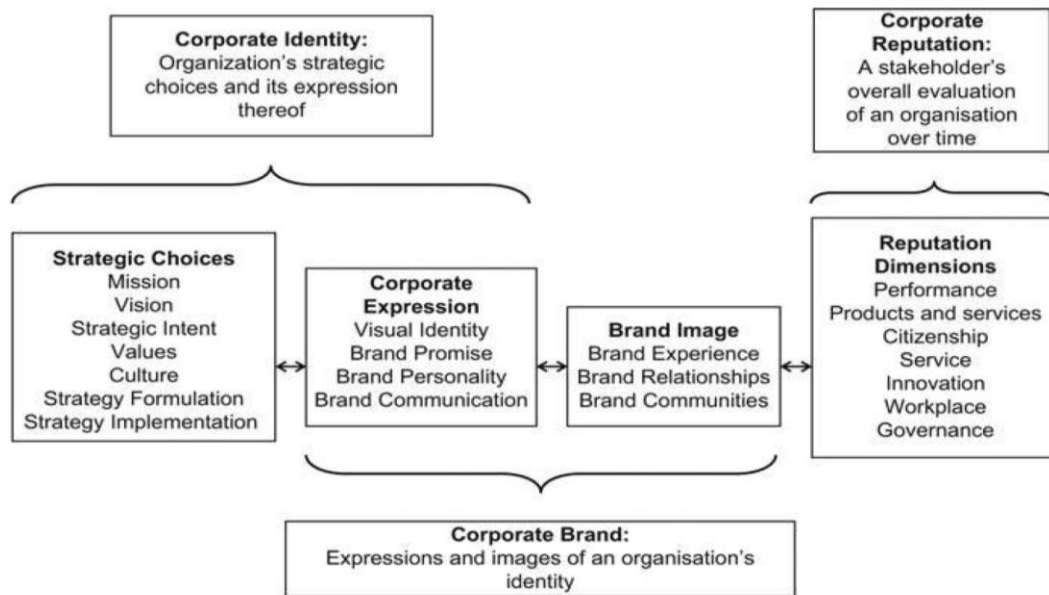 Corporate Identity:
Organization's strategic
choices and its expression
thereof
Corporate
Reputation:
A stakeholder's
overall evaluation
of an organisation
over time
Strategic Choices
Mission
Vision
Strategic Intent
Values
Culture
Strategy Formulation
Strategy Implementation
Corporate
Expression
Visual Identity
Brand Promise
Brand Personality
Brand Communication
Brand Image
Brand Experience
Brand Relationships
Brand Communities
Reputation
Dimensions
Performance
Products and services
Citizenship
Service
Innovation
Workplace
Governance
Corporate Brand:
Expressions and images of an organisation's
identity